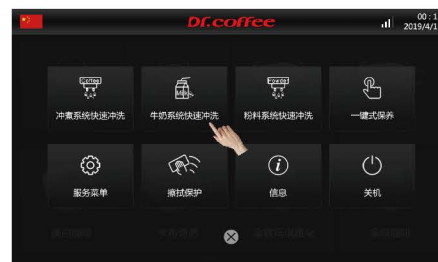 Dr.coffee
00 : 1
2019/4/1
Coffee
Milk
Powder
冲煮系统快速冲洗
牛奶系统快速冲洗
粉料系统快速冲洗
一键式保养
i
服务菜单
擦拭保护
信息
关机